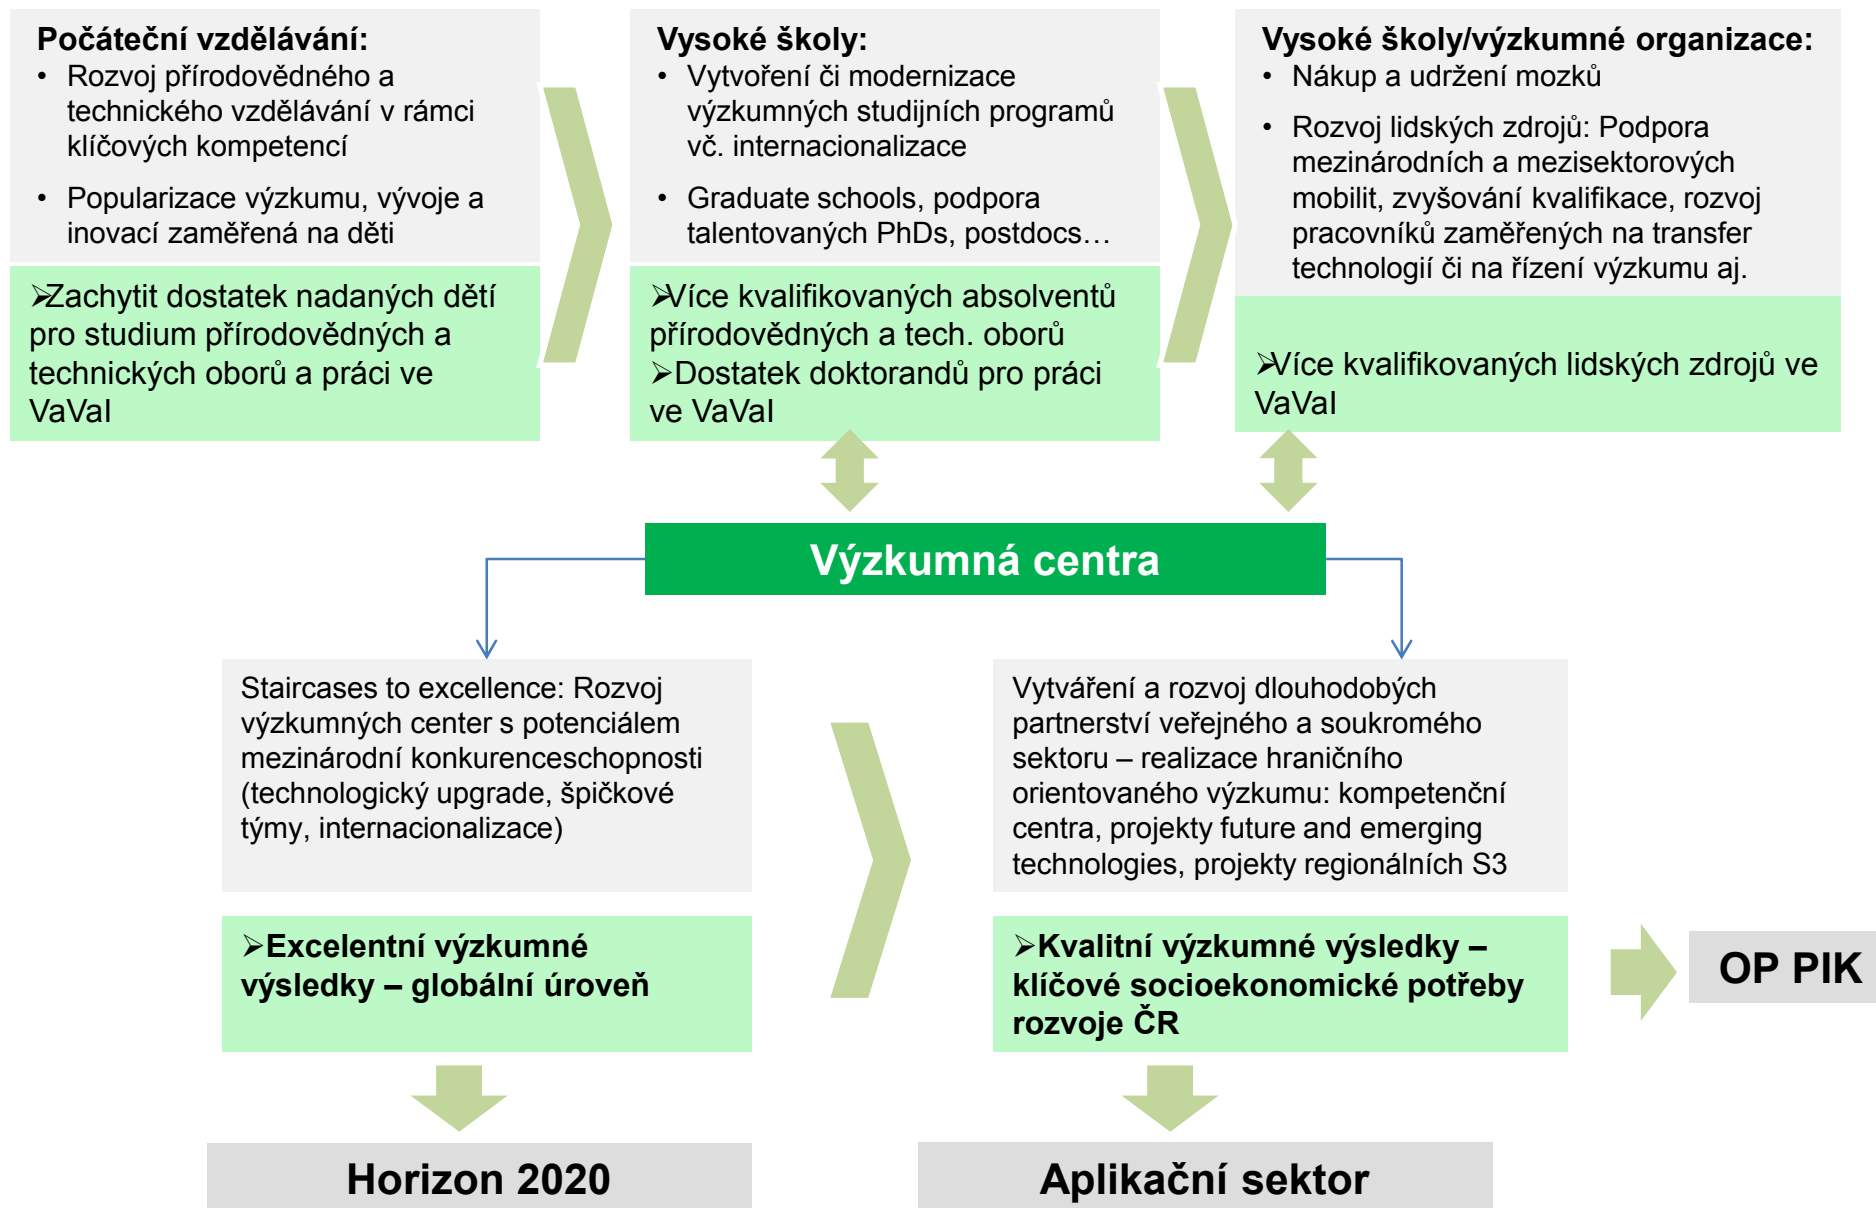 Počáteční vzdělávání:
• Rozvoj přírodovědného a
technického vzdělávání v rámci
klíčových kompetencí
• Popularizace výzkumu, vývoje a
inovací zaměřená na děti
➢Zachytit dostatek nadaných dětí
pro studium přírodovědných a
technických oborů a práci ve
VaVaI
Vysoké školy:
• Vytvoření či modernizace
výzkumných studijních programů
vč. internacionalizace
• Graduate schools, podpora
talentovaných PhDs, postdocs…
➢Více kvalifikovaných absolventů
přírodovědných a tech. oborů
➢Dostatek doktorandů pro práci
ve VaVaI
Vysoké školy/výzkumné organizace:
• Nákup a udržení mozků
• Rozvoj lidských zdrojů: Podpora
mezinárodních a mezisektorových
mobilit, zvyšování kvalifikace, rozvoj
pracovníků zaměřených na transfer
technologií či na řízení výzkumu aj.
➢Více kvalifikovaných lidských zdrojů ve
VaVaI
Výzkumná centra
Staircases to excellence: Rozvoj
výzkumných center s potenciálem
mezinárodní konkurenceschopnosti
(technologický upgrade, špičkové
týmy, internacionalizace)
➢Excelentní výzkumné
výsledky – globální úroveň
Vytváření a rozvoj dlouhodobých
partnerství veřejného a soukromého
sektoru – realizace hraničního
orientovaného výzkumu: kompetenční
centra, projekty future and emerging
technologies, projekty regionálních S3
➢Kvalitní výzkumné výsledky –
klíčové socioekonomické potřeby
rozvoje ČR
OP PIK
Horizon 2020
Aplikační sektor